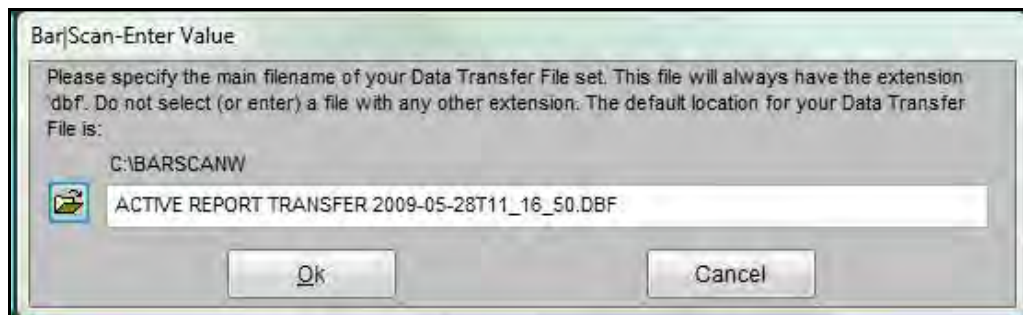 Bar|Scan-Enter Value
Please specify the main filename of your Data Transfer File set. This file will always have the extension
'dbf'. Do not select (or enter) a file with any other extension. The default location for your Data Transfer
File is:
C:\BARSCANW
ACTIVE REPORT TRANSFER 2009-05-28T11_16_50.DBF
Ok Cancel